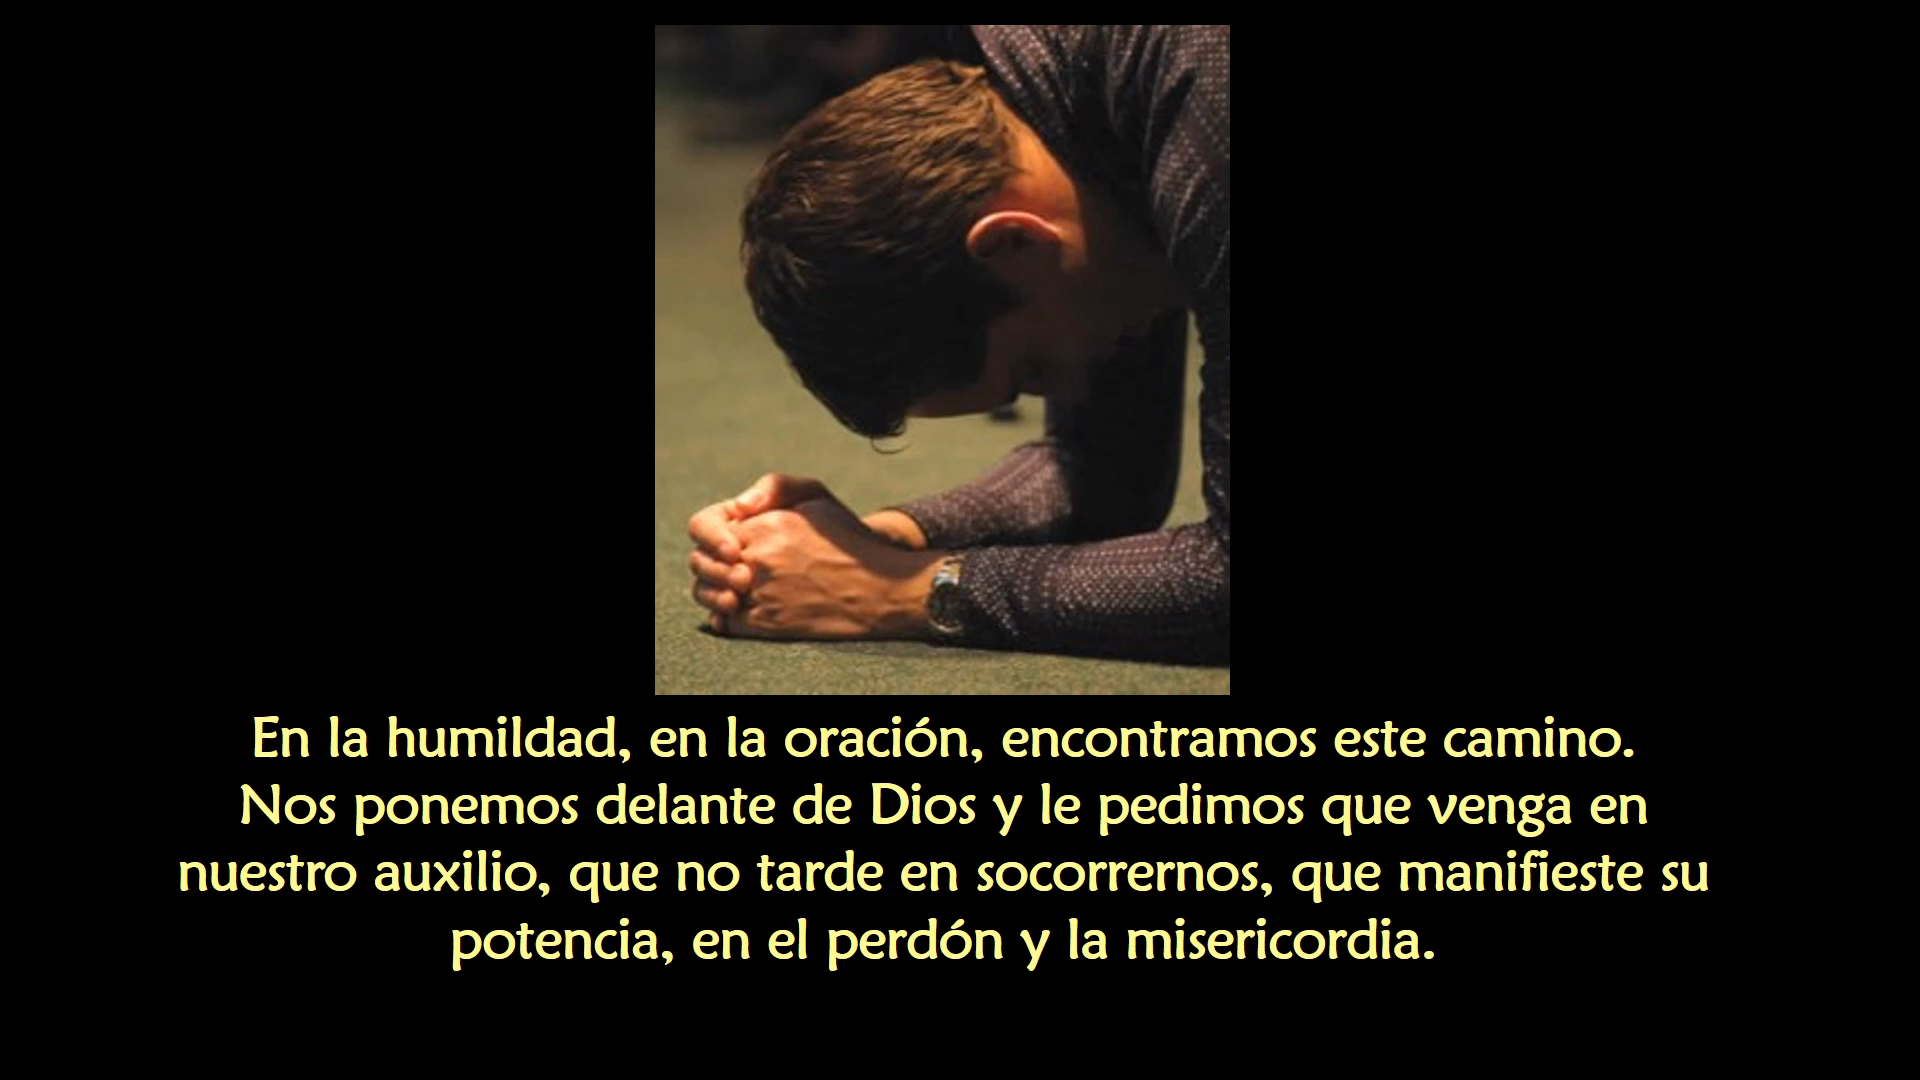 En la humildad, en la oración, encontramos este camino.
Nos ponemos delante de Dios y le pedimos que venga en
nuestro auxilio, que no tarde en socorrernos, que manifieste su
potencia, en el perdón y la misericordia.